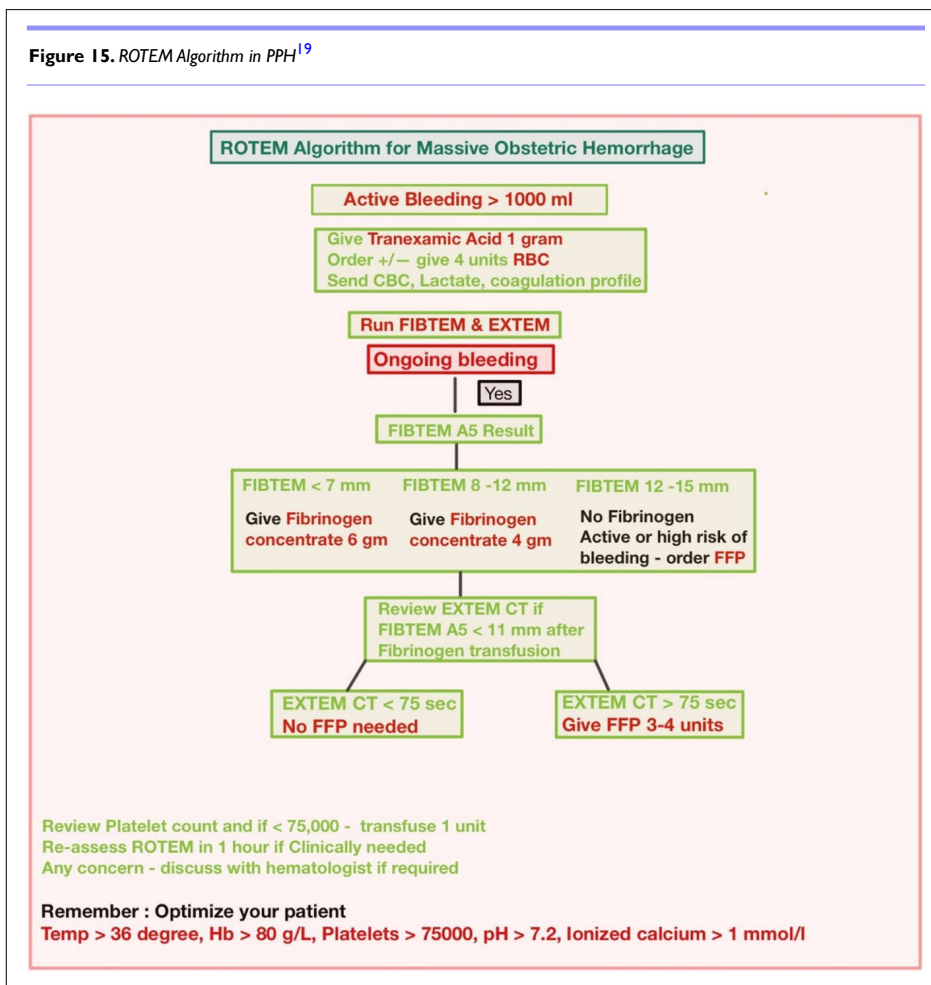 Figure 15. ROTEM Algorithm in PPH19
ROTEM Algorithm for Massive Obstetric Hemorrhage
Active Bleeding > 1000 ml
Give Tranexamic Acid 1 gram
Order +/− give 4 units RBC
Send CBC, Lactate, coagulation profile
Run FIBTEM & EXTEM
Ongoing bleeding
Yes
FIBTEM A5 Result
FIBTEM < 7 mm
Give Fibrinogen
concentrate 6 gm
FIBTEM 8 -12 mm
Give Fibrinogen
concentrate 4 gm
FIBTEM 12 -15 mm
No Fibrinogen
Active or high risk of
bleeding - order FFP
Review EXTEM CT if
FIBTEM A5 < 11 mm after
Fibrinogen transfusion
EXTEM CT < 75 sec
No FFP needed
EXTEM CT > 75 sec
Give FFP 3-4 units
Review Platelet count and if < 75,000 - transfuse 1 unit
Re-assess ROTEM in 1 hour if Clinically needed
Any concern - discuss with hematologist if required
Remember : Optimize your patient
Temp > 36 degree, Hb > 80 g/L, Platelets > 75000, pH > 7.2, Ionized calcium > 1 mmol/l